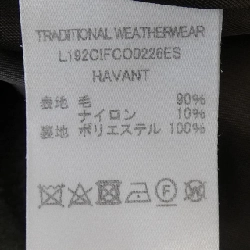 TRADITIONAL WEATHERWEAR
L192CIFCO0226ES
HAVANT
表地 毛 90%
ナイロン 10%
裏地 ポリエステル 100%